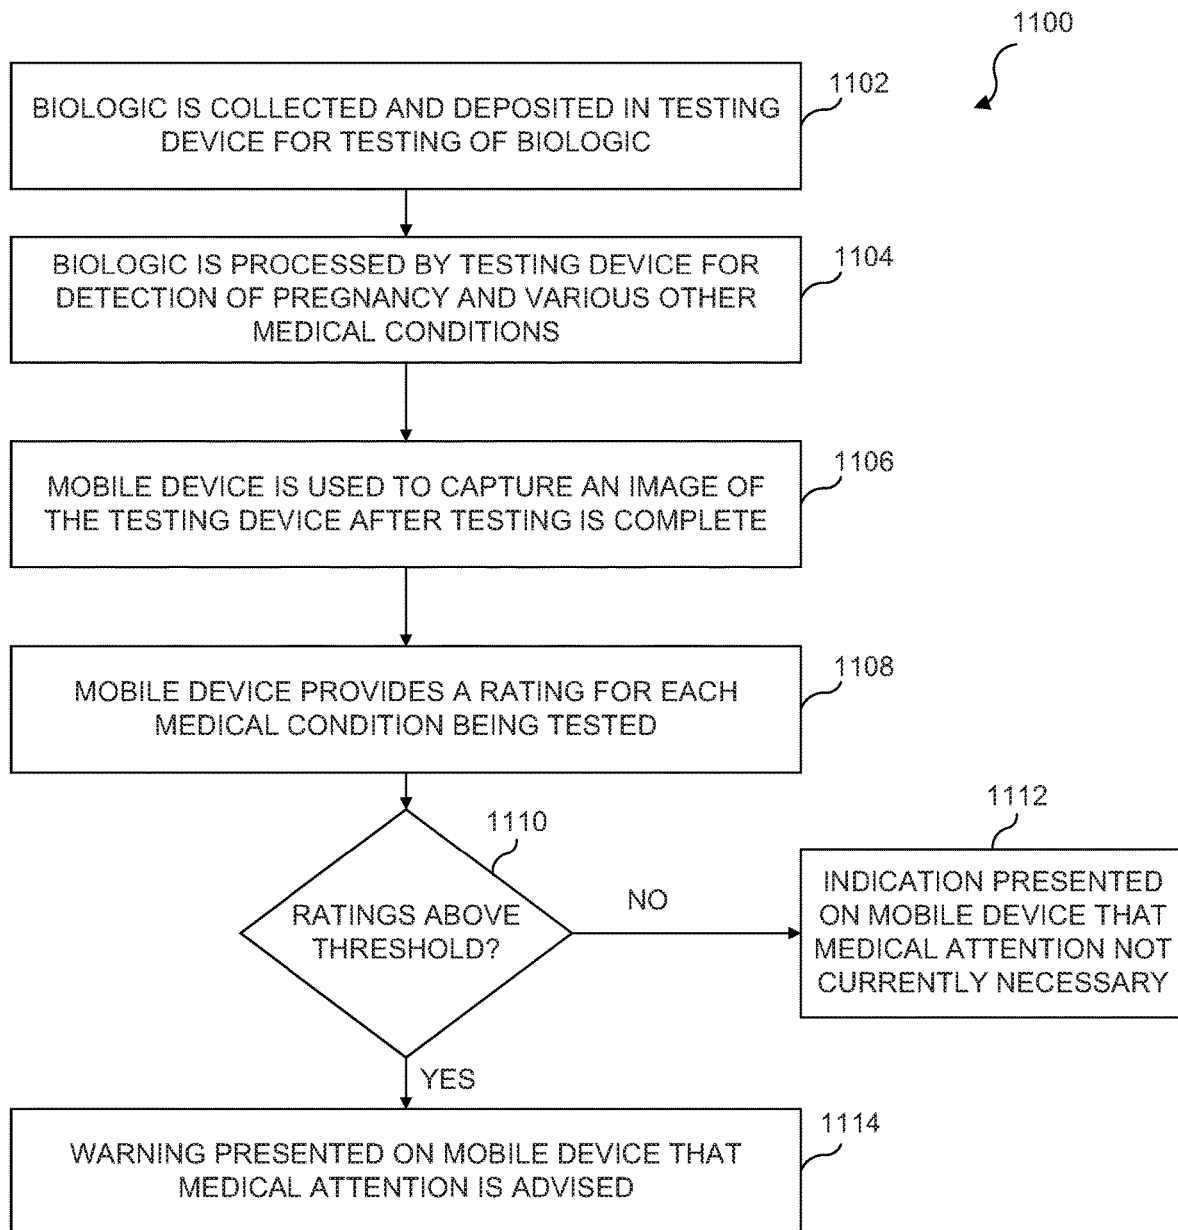 1100
BIOLOGIC IS COLLECTED AND DEPOSITED IN TESTING
DEVICE FOR TESTING OF BIOLOGIC
1102
BIOLOGIC IS PROCESSED BY TESTING DEVICE FOR
DETECTION OF PREGNANCY AND VARIOUS OTHER
MEDICAL CONDITIONS
1104
MOBILE DEVICE IS USED TO CAPTURE AN IMAGE OF
THE TESTING DEVICE AFTER TESTING IS COMPLETE
1106
MOBILE DEVICE PROVIDES A RATING FOR EACH
MEDICAL CONDITION BEING TESTED
1108
RATINGS ABOVE
THRESHOLD?
1110
NO
1112
INDICATION PRESENTED
ON MOBILE DEVICE THAT
MEDICAL ATTENTION NOT
CURRENTLY NECESSARY
YES
WARNING PRESENTED ON MOBILE DEVICE THAT
MEDICAL ATTENTION IS ADVISED
1114